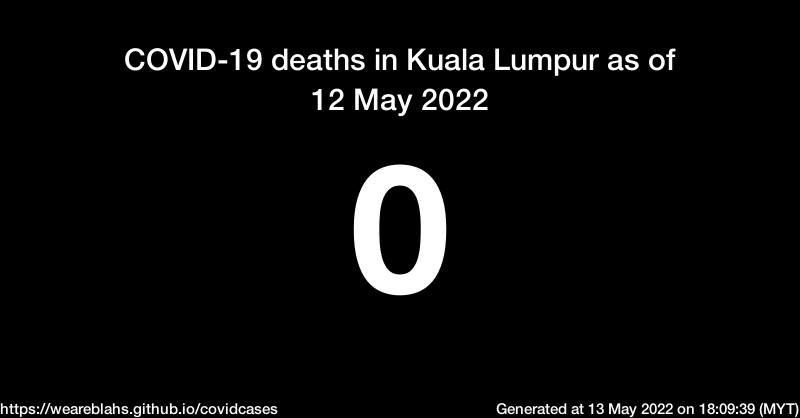 COVID-19 deaths in Kuala Lumpur as of
12 May 2022
0
https://weareblahs.github.io/covidcases
Generated at 13 May 2022 on 18:09:39 (MYT)